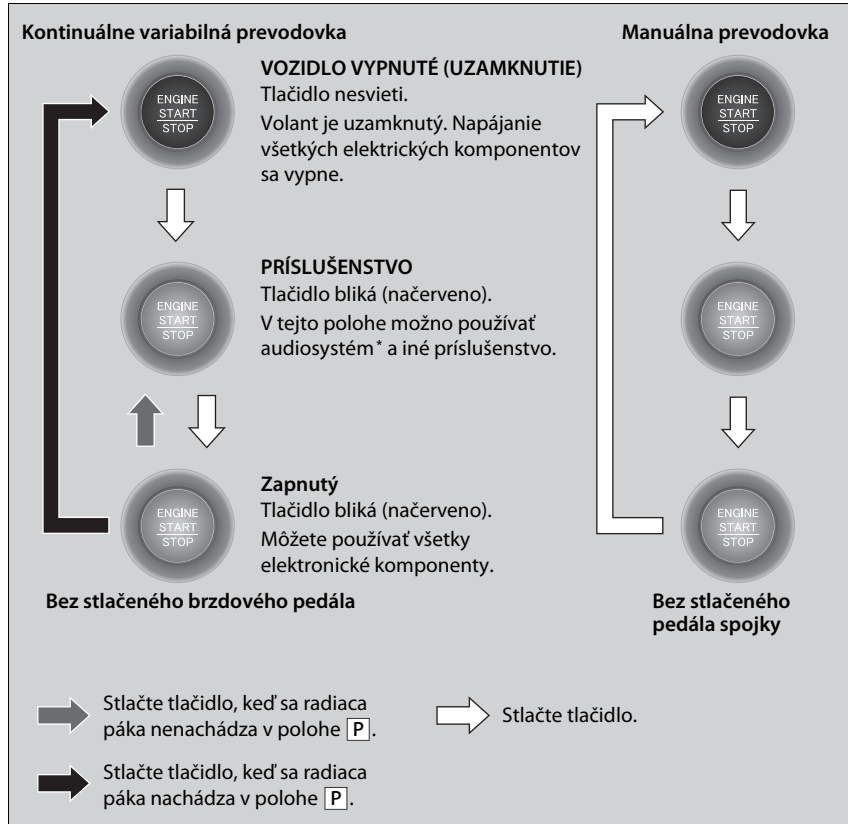 Kontinuálne variabilná prevodovka
Manuálna prevodovka
ENGINE
START
STOP
VOZIDLO VYPNUTÉ (UZAMKNUTIE)
Tlačidlo nesvieti.
Volant je uzamknutý. Napájanie
všetkých elektrických komponentov
sa vypne.
ENGINE
START
STOP
ENGINE
START
STOP
PRÍSLUŠENSTVO
Tlačidlo bliká (načerveno).
V tejto polohe možno používať
audiosystém* a iné príslušenstvo.
ENGINE
START
STOP
ENGINE
START
STOP
Zapnutý
Tlačidlo bliká (načerveno).
Môžete používať všetky
elektronické komponenty.
ENGINE
START
STOP
Bez stlačeného brzdového pedála
Bez stlačeného
pedála spojky
Stlačte tlačidlo, keď sa radiaca
páka nenachádza v polohe P.
Stlačte tlačidlo.
Stlačte tlačidlo, keď sa radiaca
páka nachádza v polohe P.